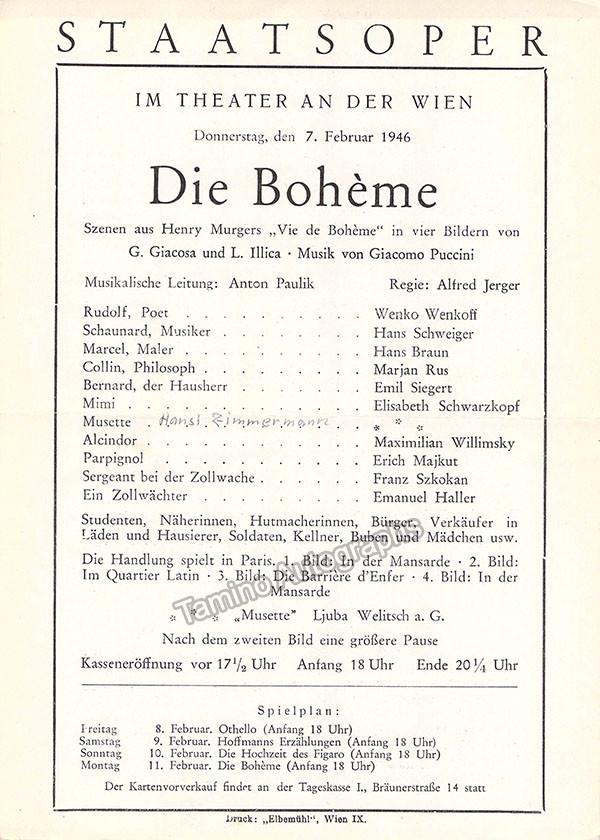 STAATSOPER
IM THEATER AN DER WIEN
Donnerstag, den 7. Februar 1946
Die Bohème
Szenen aus Henry Murgers „Vie de Bohème“ in vier Bildern von
G. Giacosa und L. Illica · Musik von Giacomo Puccini
Musikalische Leitung: Anton Paulik Regie: Alfred Jerger
Rudolf, Poet . . . . . . . . . . Wenko Wenkoff
Schaunard, Musiker . . . . . . . Hans Schweiger
Marcel, Maler . . . . . . . . . Hans Braun
Collin, Philosoph . . . . . . . . Marjan Rus
Bernard, der Hausherr . . . . . . Emil Siegert
Mimi . . . . . . . . . . . . Elisabeth Schwarzkopf
Musette . Hansi Zimmermann . . * * *
Alcindor . . . . . . . . . . . Maximilian Willimsky
Parpignol . . . . . . . . . . . Erich Majkut
Sergeant bei der Zollwache . . . . . Franz Szkokan
Ein Zollwächter . . . . . . . . . Emanuel Haller
Studenten, Näherinnen, Hutmacherinnen, Bürger, Verkäufer in
Läden und Hausierer, Soldaten, Kellner, Buben und Mädchen usw.
Die Handlung spielt in Paris. 1. Bild: In der Mansarde · 2. Bild:
Im Quartier Latin · 3. Bild: Die Barrière d'Enfer · 4. Bild: In der
Mansarde
Tamino Autographs
* * * „Musette” Ljuba Welitsch a. G.
Nach dem zweiten Bild eine größere Pause
Kasseneröffnung vor 17 1/2 Uhr Anfang 18 Uhr Ende 20 1/4 Uhr
Spielplan:
Freitag 8. Februar. Othello (Anfang 18 Uhr)
Samstag 9. Februar. Hoffmanns Erzählungen (Anfang 18 Uhr)
Sonntag 10. Februar. Die Hochzeit des Figaro (Anfang 18 Uhr)
Montag 11. Februar. Die Bohème (Anfang 18 Uhr)
Der Kartenvorverkauf findet an der Tageskasse I., Bräunerstraße 14 statt
Druck: „Elbemühl“, Wien IX.